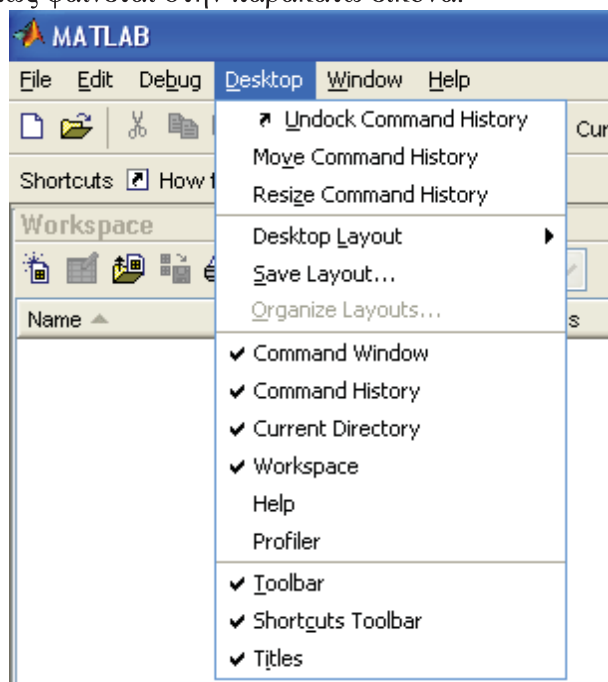 MATLAB
File Edit Debug Desktop Window Help
Undock Command History
Move Command History
Resize Command History
Shortcuts How
Workspace
Desktop Layout
Save Layout...
Organize Layouts...
Name
Command Window
Command History
Current Directory
Workspace
Help
Profiler
Toolbar
Shortcuts Toolbar
Titles